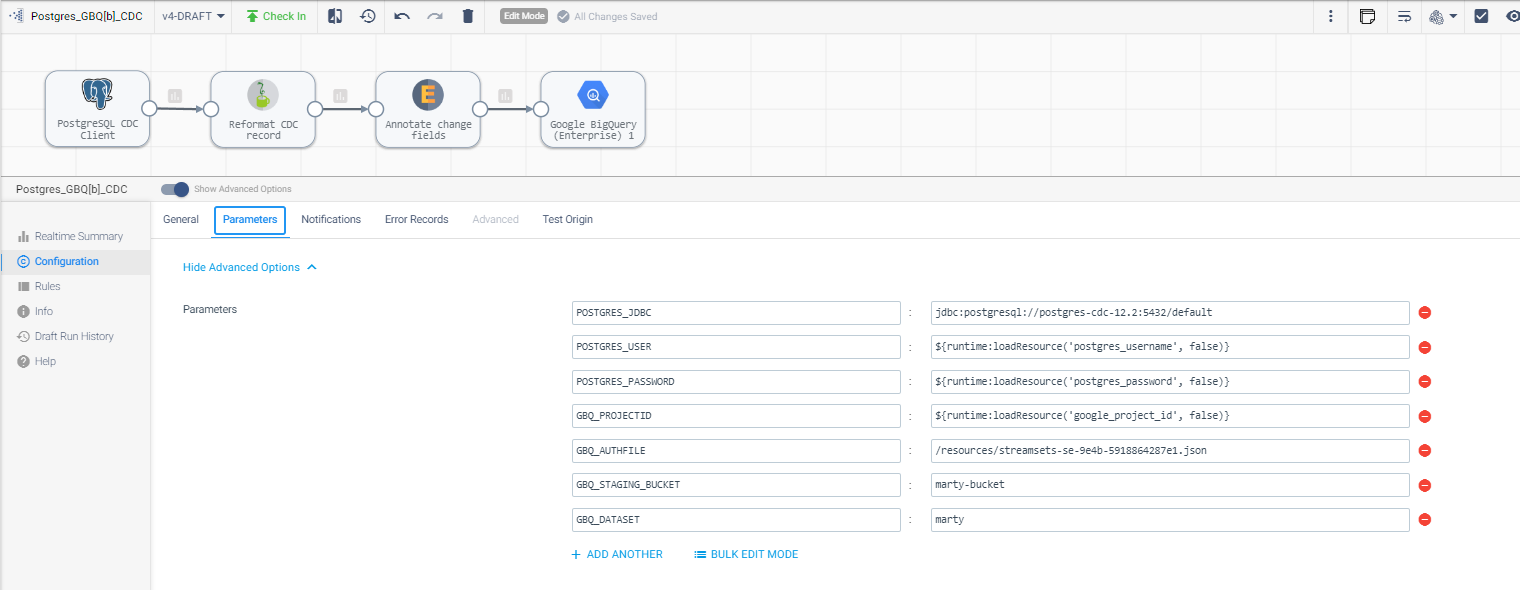 Postgres_GBQ[b]_CDC
v4-DRAFT
Check In
Edit Mode
All Changes Saved
PostgreSQL CDC
Client
Reformat CDC
record
Annotate change
fields
Google BigQuery
(Enterprise) 1
Postgres_GBQ[b]_CDC
Show Advanced Options
Realtime Summary
Configuration
Rules
Info
Draft Run History
Help
General
Parameters
Notifications
Error Records
Advanced
Test Origin
Hide Advanced Options
Parameters
POSTGRES_JDBC : jdbc:postgresql://postgres-cdc-12.2:5432/default
POSTGRES_USER : ${runtime:loadResource('postgres_username', false)}
POSTGRES_PASSWORD : ${runtime:loadResource('postgres_password', false)}
GBQ_PROJECTID : ${runtime:loadResource('google_project_id', false)}
GBQ_AUTHFILE : /resources/streamsets-se-9e4b-5918864287e1.json
GBQ_STAGING_BUCKET : marty-bucket
GBQ_DATASET : marty
+ ADD ANOTHER
BULK EDIT MODE